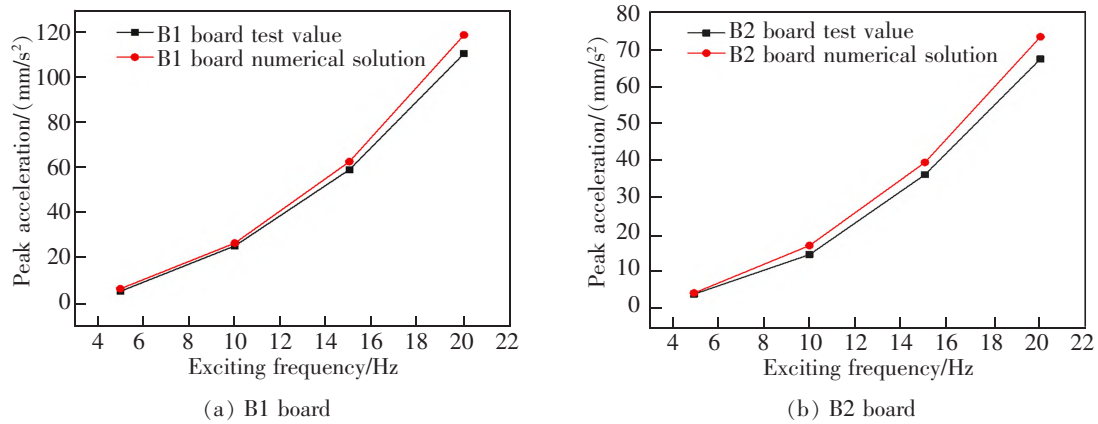 B1 board test value
B1 board numerical solution
Peak acceleration/(mm/s²)
120
100
80
60
40
20
0
4 6 8 10 12 14 16 18 20 22
Exciting frequency/Hz
(a) B1 board
B2 board test value
B2 board numerical solution
Peak acceleration/(mm/s²)
80
70
60
50
40
30
20
10
0
4 6 8 10 12 14 16 18 20 22
Exciting frequency/Hz
(b) B2 board